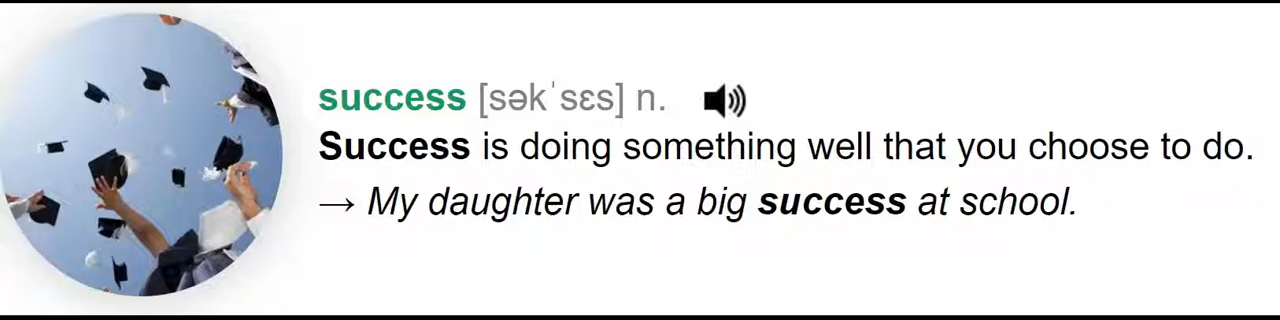 success [səkˈsɛs] n.
Success is doing something well that you choose to do.
→ My daughter was a big success at school.